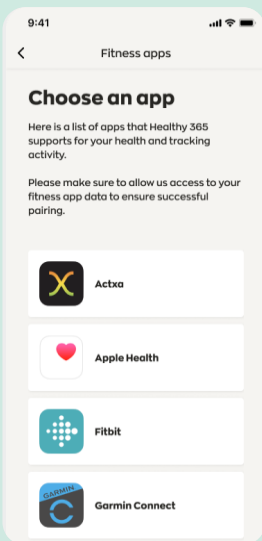 9:41
Fitness apps
Choose an app
Here is a list of apps that Healthy 365
supports for your health and tracking
activity.
Please make sure to allow us access to your
fitness app data to ensure successful
pairing.
Actxa
Apple Health
Fitbit
GARMIN
Garmin Connect